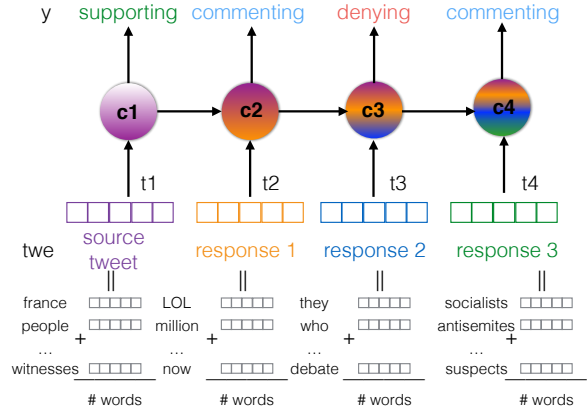 y supporting commenting denying commenting
c1 c2 c3 c4
t1 t2 t3 t4
twe source tweet response 1 response 2 response 3
|| || || ||
france LOL they socialists
people million who antisemites
+ + + +
... ... ... ...
witnesses now debate suspects
# words # words # words # words